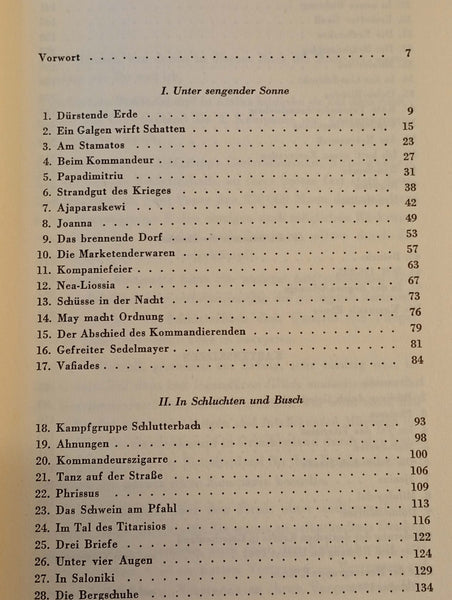 Vorwort . . . . . . . . . . . . . . . . . . . . . . 7
I. Unter sengender Sonne
1. Dürstende Erde . . . . . . . . . . . . . . . . . 9
2. Ein Galgen wirft Schatten . . . . . . . . . . . . 15
3. Am Stamatos . . . . . . . . . . . . . . . . . . 23
4. Beim Kommandeur . . . . . . . . . . . . . . . . 27
5. Papadimitriu . . . . . . . . . . . . . . . . . . 31
6. Strandgut des Krieges . . . . . . . . . . . . . . 38
7. Ajaparaskewi . . . . . . . . . . . . . . . . . . 42
8. Joanna . . . . . . . . . . . . . . . . . . . . . 49
9. Das brennende Dorf . . . . . . . . . . . . . . . 53
10. Die Marketenderwaren . . . . . . . . . . . . . . 57
11. Kompaniefeier . . . . . . . . . . . . . . . . . 63
12. Nea-Liossia . . . . . . . . . . . . . . . . . . 67
13. Schüsse in der Nacht . . . . . . . . . . . . . . 73
14. May macht Ordnung . . . . . . . . . . . . . . . 76
15. Der Abschied des Kommandierenden . . . . . . . . 79
16. Gefreiter Sedelmayer . . . . . . . . . . . . . . 81
17. Vafiades . . . . . . . . . . . . . . . . . . . . 84
II. In Schluchten und Busch
18. Kampfgruppe Schlutterbach . . . . . . . . . . . . 93
19. Ahnungen . . . . . . . . . . . . . . . . . . . . 98
20. Kommandeurszigarre . . . . . . . . . . . . . . . 100
21. Tanz auf der Straße . . . . . . . . . . . . . . . 106
22. Phrissus . . . . . . . . . . . . . . . . . . . . 109
23. Das Schwein am Pfahl . . . . . . . . . . . . . . 113
24. Im Tal des Titarisios . . . . . . . . . . . . . . 116
25. Drei Briefe . . . . . . . . . . . . . . . . . . . 122
26. Unter vier Augen . . . . . . . . . . . . . . . . 124
27. In Saloniki . . . . . . . . . . . . . . . . . . . 129
28. Die Bergschuhe . . . . . . . . . . . . . . . . . 134